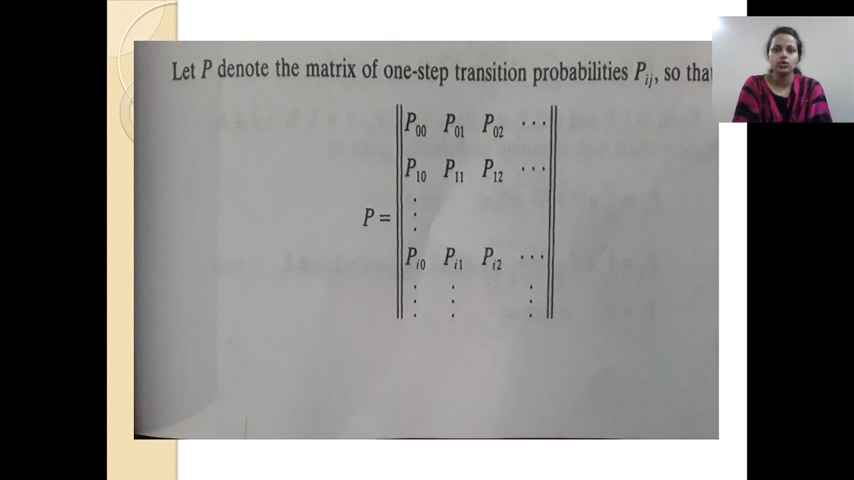 Let P denote the matrix of one-step transition probabilities P_ij, so that
P_00 P_01 P_02 ···
P_10 P_11 P_12 ···
P = ⋮
P_i0 P_i1 P_i2 ···
⋮ ⋮ ⋮